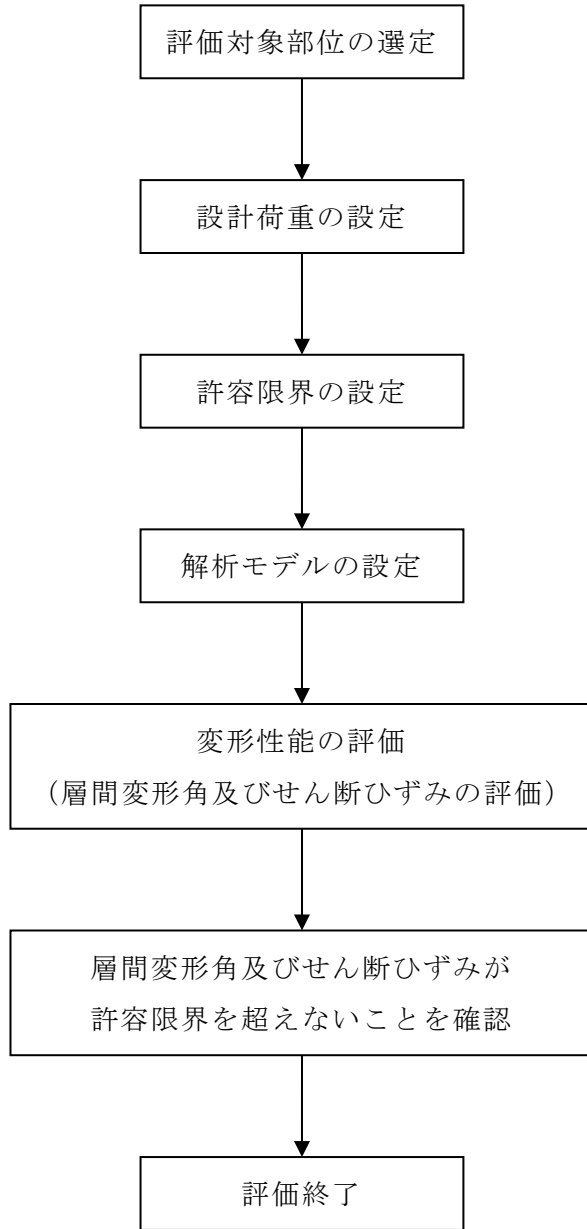 評価対象部位の選定
設計荷重の設定
許容限界の設定
解析モデルの設定
変形性能の評価
（層間変形角及びせん断ひずみの評価）
層間変形角及びせん断ひずみが
許容限界を超えないことを確認
評価終了